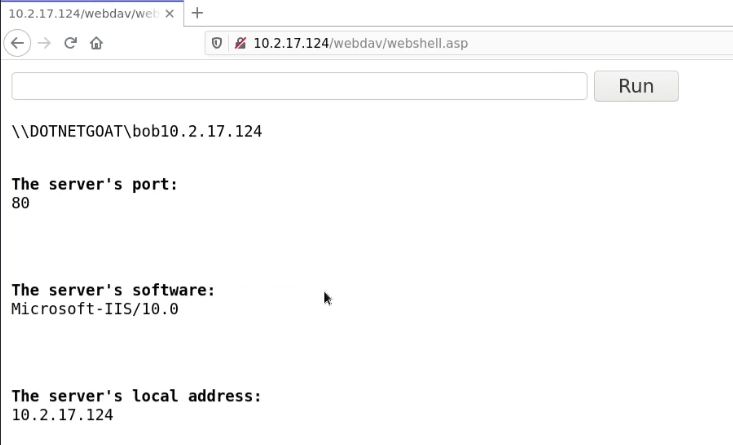 10.2.17.124/webdav/web
10.2.17.124/webdav/webshell.asp
Run
\\DOTNETGOAT\bob10.2.17.124
The server's port:
80
The server's software:
Microsoft-IIS/10.0
The server's local address:
10.2.17.124